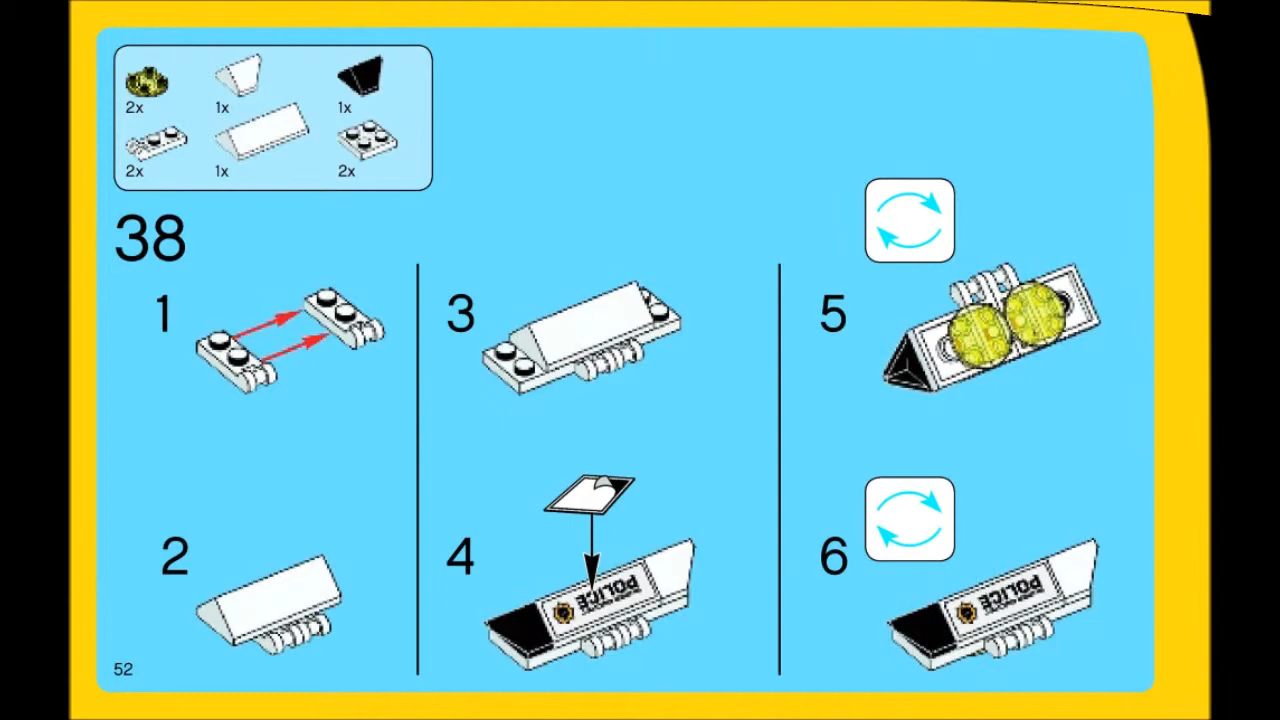 2x 1x 1x
2x 1x 2x
38
1 3 5
2 4 6
POLICE POLICE
52